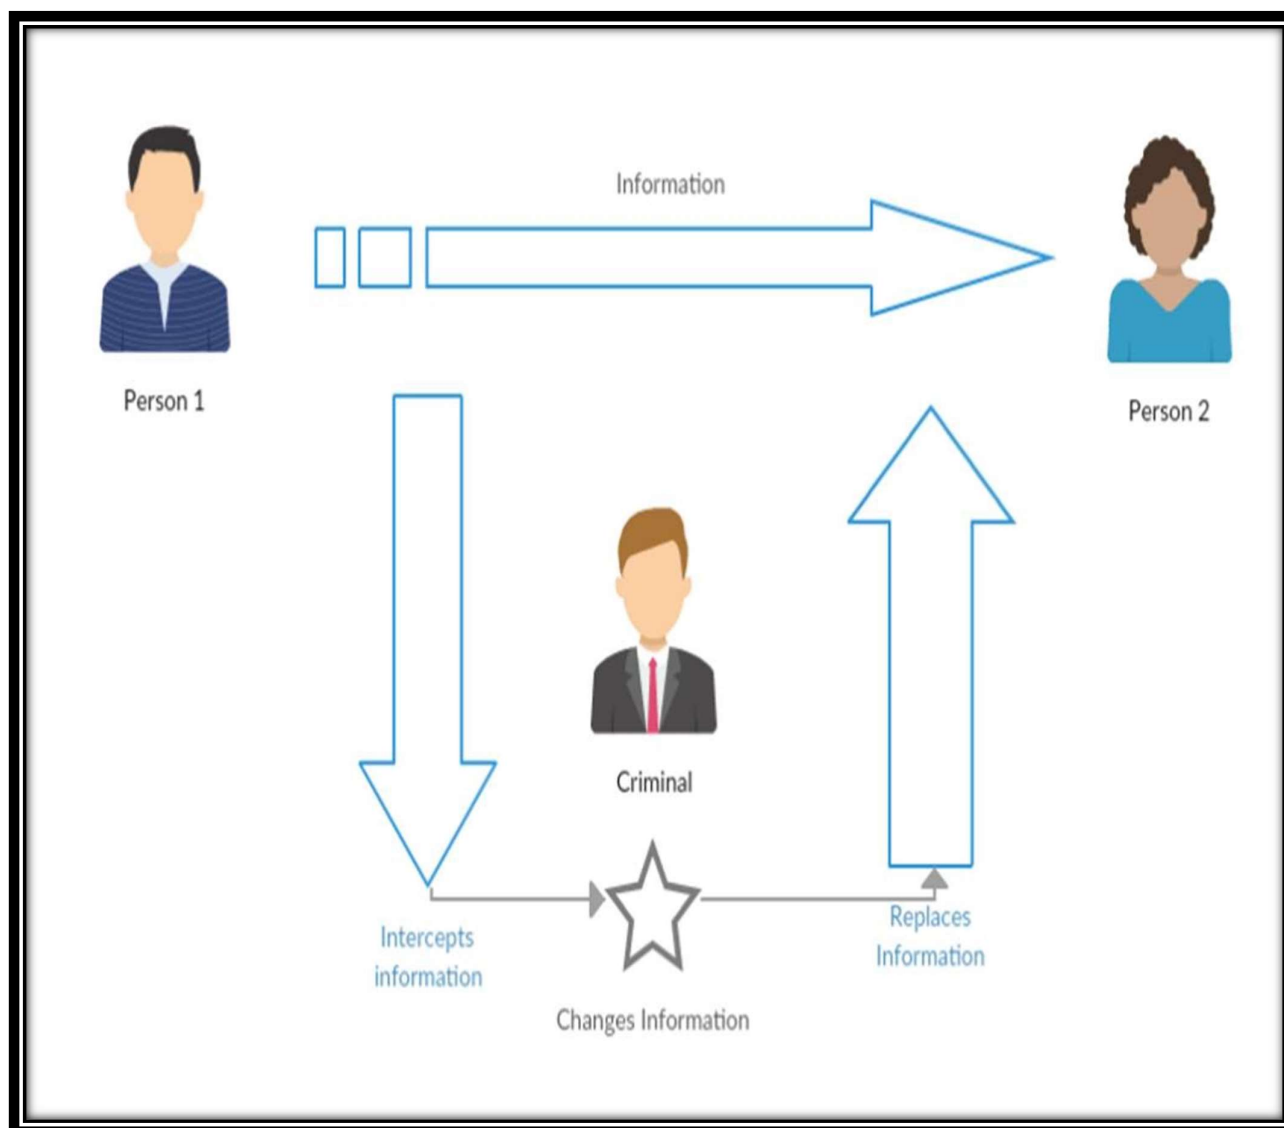 Information
Person 1
Person 2
Criminal
Intercepts
information
Replaces
Information
Changes Information